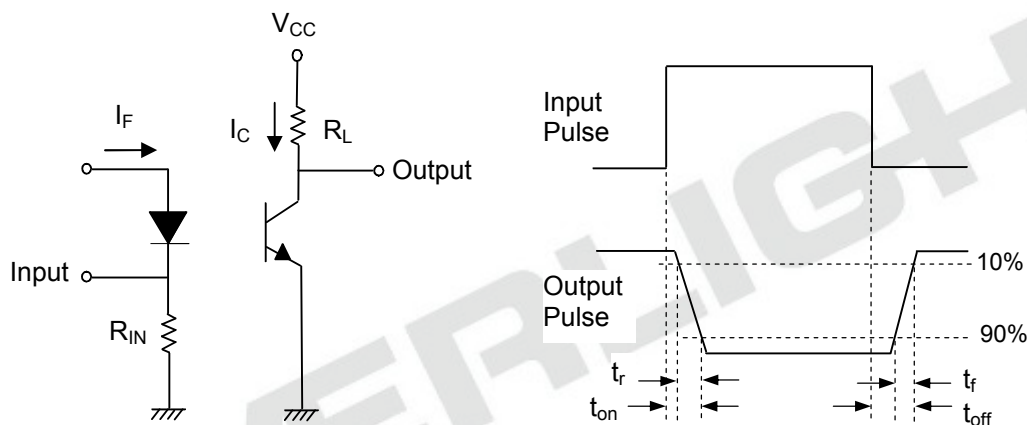 V_CC
I_F
I_C
R_L
Output
Input
R_IN
Input
Pulse
10%
Output
Pulse
90%
t_r
t_f
t_on
t_off